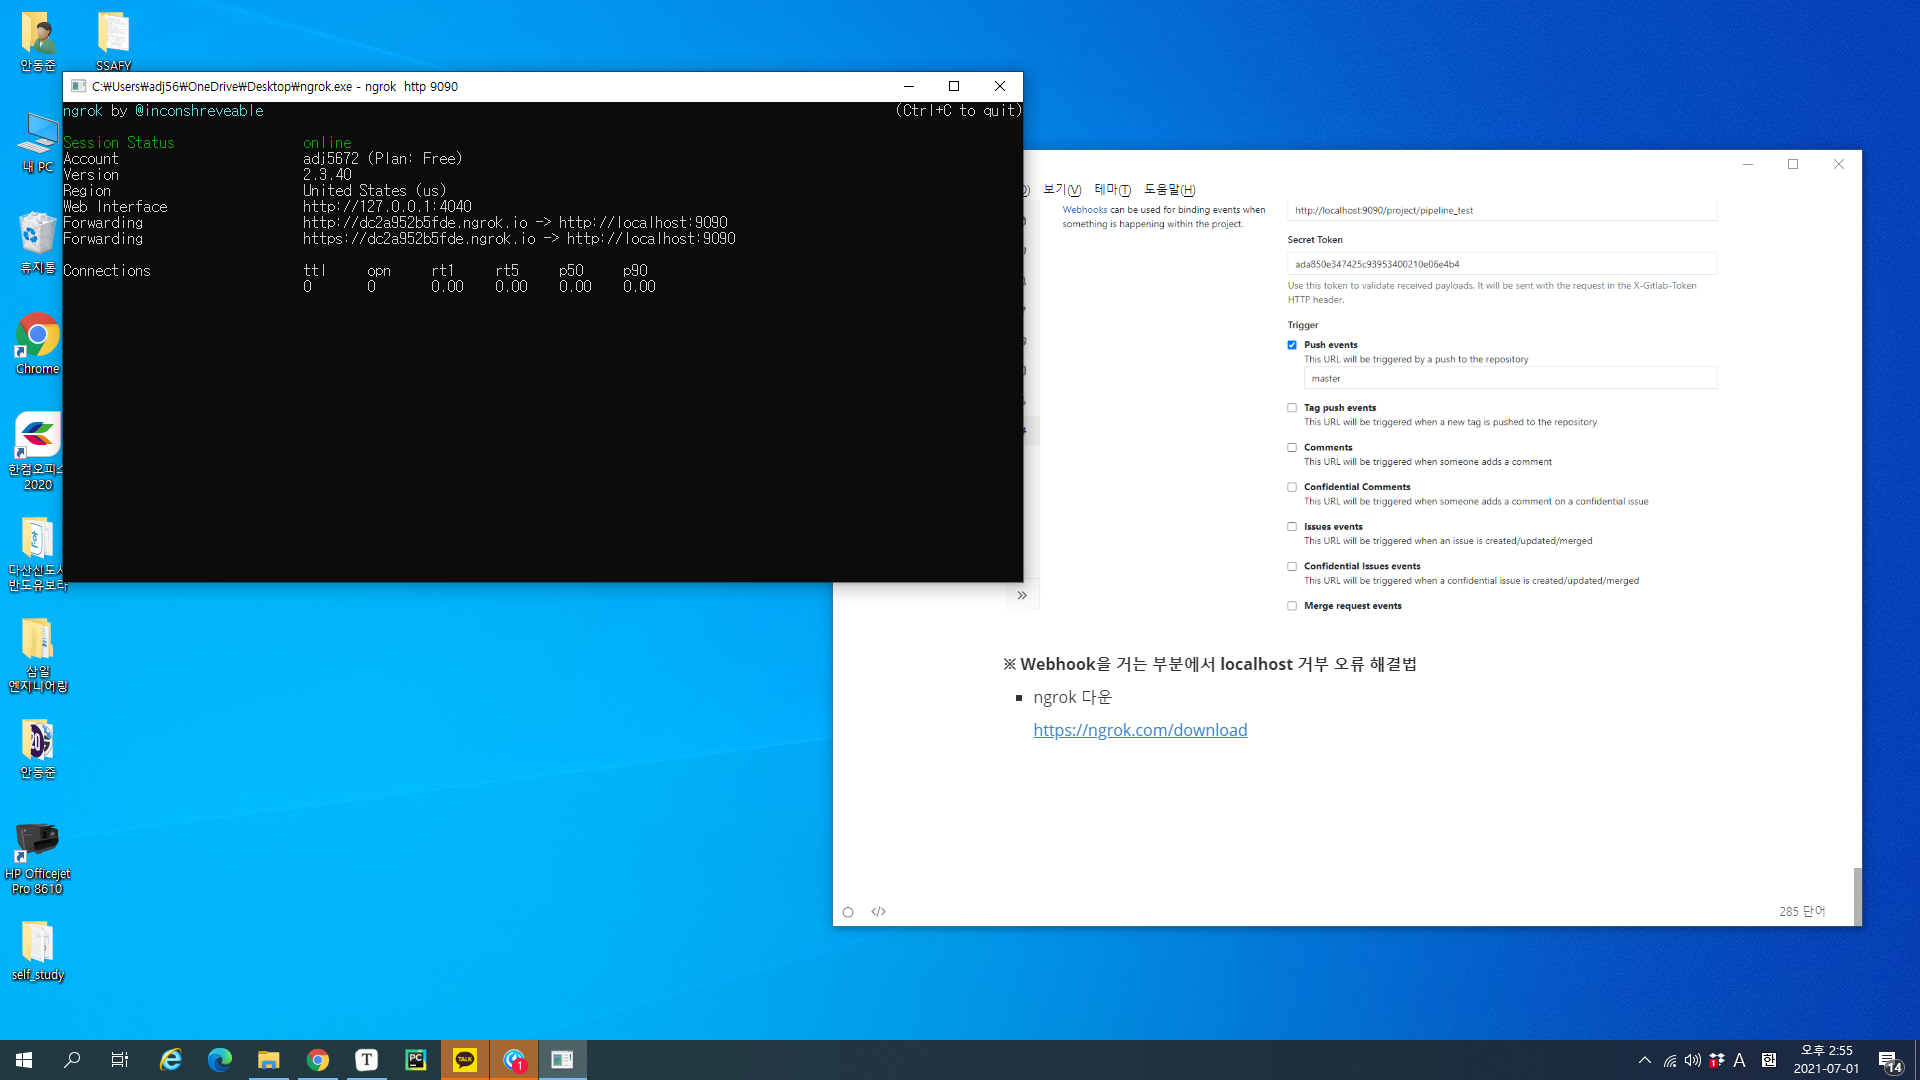 안동준
SSAFY
내 PC
휴지통
Chrome
한컴오피스
2020
다산신도시
반도유보라
삼일
엔지니어링
안동준
HP Officejet
Pro 8610
self_study
C:₩Users₩adj56₩OneDrive₩Desktop₩ngrok.exe - ngrok  http 9090
ngrok by @inconshreveable (Ctrl+C to quit)
Session Status online
Account adj5672 (Plan: Free)
Version 2.3.40
Region United States (us)
Web Interface http://127.0.0.1:4040
Forwarding http://dc2a952b5fde.ngrok.io -> http://localhost:9090
Forwarding https://dc2a952b5fde.ngrok.io -> http://localhost:9090
Connections ttl opn rt1 rt5 p50 p90
0 0 0.00 0.00 0.00 0.00
보기(V) 테마(T) 도움말(H)
Webhooks can be used for binding events when
something is happening within the project.
http://localhost:9090/project/pipeline_test
Secret Token
ada850e347425c93953400210e06e4b4
Use this token to validate received payloads. It will be sent with the request in the X-Gitlab-Token
HTTP header.
Trigger
Push events
This URL will be triggered by a push to the repository
master
Tag push events
This URL will be triggered when a new tag is pushed to the repository
Comments
This URL will be triggered when someone adds a comment
Confidential Comments
This URL will be triggered when someone adds a comment on a confidential issue
Issues events
This URL will be triggered when an issue is created/updated/merged
Confidential Issues events
This URL will be triggered when a confidential issue is created/updated/merged
Merge request events
※ Webhook을 거는 부분에서 localhost 거부 오류 해결법
ngrok 다운
https://ngrok.com/download
285 단어
T
PC
TALK
1
A
한
오후 2:55
2021-07-01
14